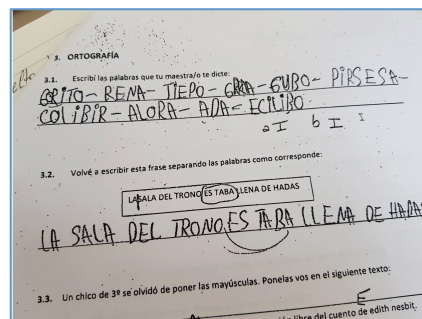 3. ORTOGRAFÍA
3.1. Escribí las palabras que tu maestra/o te dicte:
GRITO - RENA - TIEPO - GRRA - GUBO - PIRSESA -
COLIBIR - ALORA - ADA - ECILIRO
a I b I I
3.2. Volvé a escribir esta frase separando las palabras como corresponde:
LASALA DEL TRONO ES TABA LLENA DE HADAS
LA SALA DEL TRONO ES TABA LLENA DE HADA
3.3. Un chico de 3º se olvidó de poner las mayúsculas. Ponelas vos en el siguiente texto:
E
libre del cuento de edith nesbit.